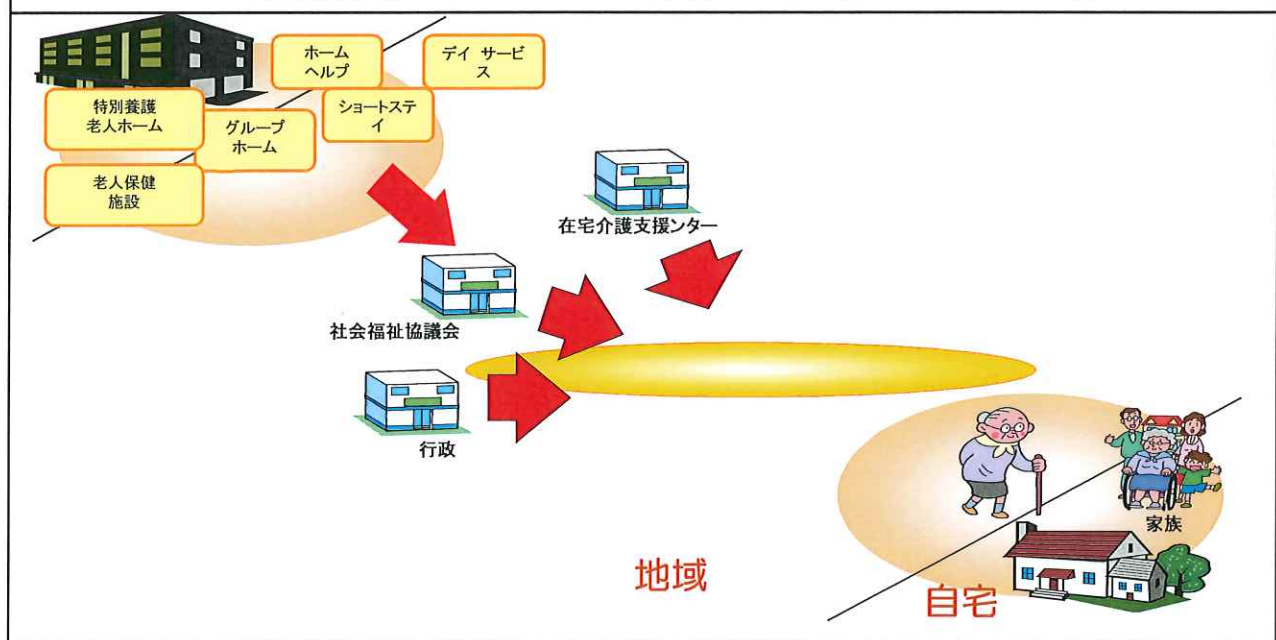 ホーム
ヘルプ
デイ サービ
ス
特別養護
老人ホーム
グループ
ホーム
ショートステ
イ
老人保健
施設
在宅介護支援ンター
社会福祉協議会
行政
家族
地域
自宅